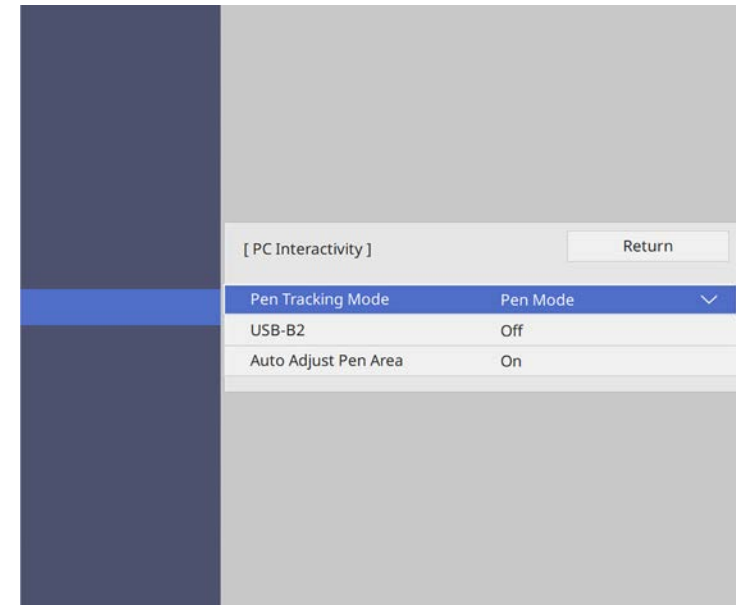 [ PC Interactivity ] Return
Pen Tracking Mode Pen Mode
USB-B2 Off
Auto Adjust Pen Area On